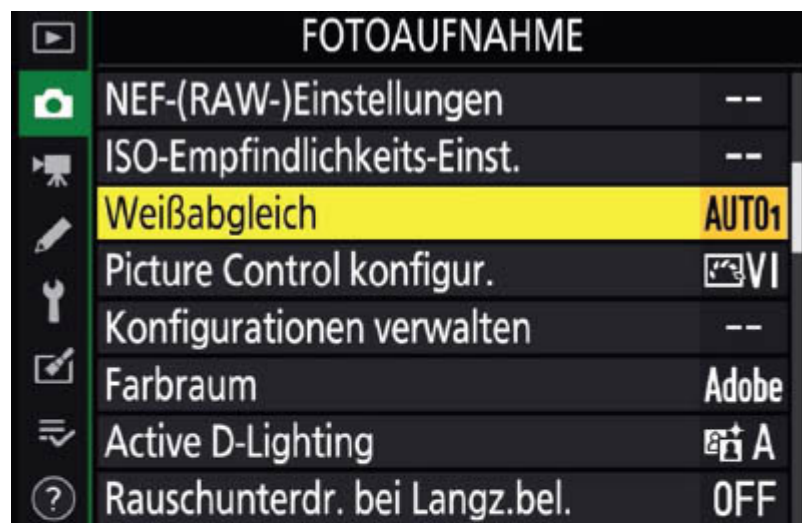 FOTOAUFNAHME
NEF-(RAW-)Einstellungen --
ISO-Empfindlichkeits-Einst. --
Weißabgleich AUTO1
Picture Control konfigur. VI
Konfigurationen verwalten --
Farbraum Adobe
Active D-Lighting A
Rauschunterdr. bei Langz.bel. OFF
?